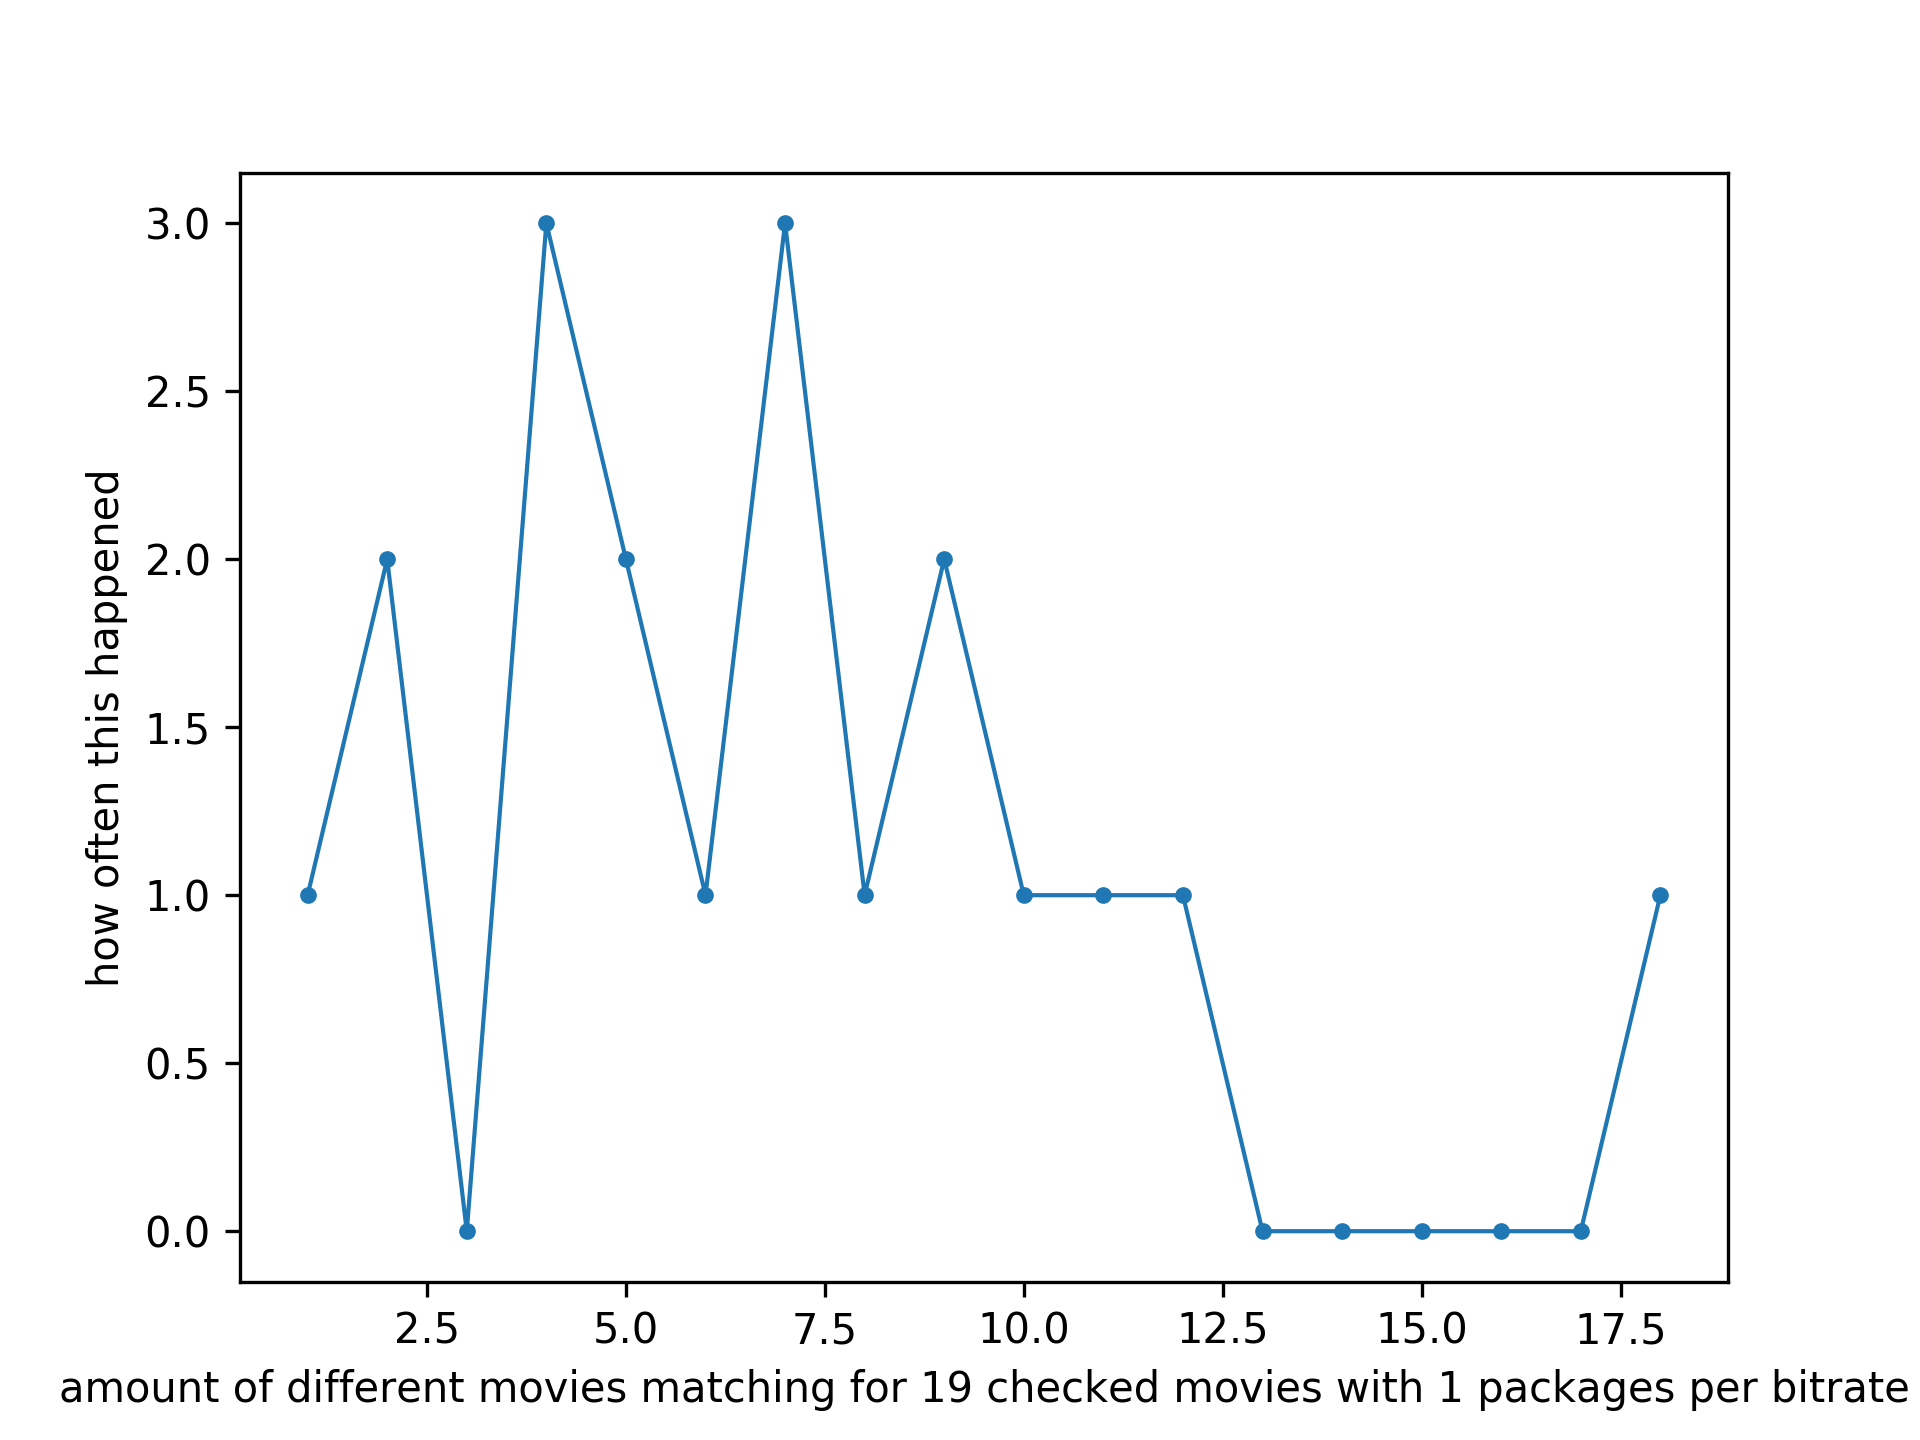 3.0
2.5
2.0
1.5
1.0
0.5
0.0
how often this happened
2.5 5.0 7.5 10.0 12.5 15.0 17.5
amount of different movies matching for 19 checked movies with 1 packages per bitrate